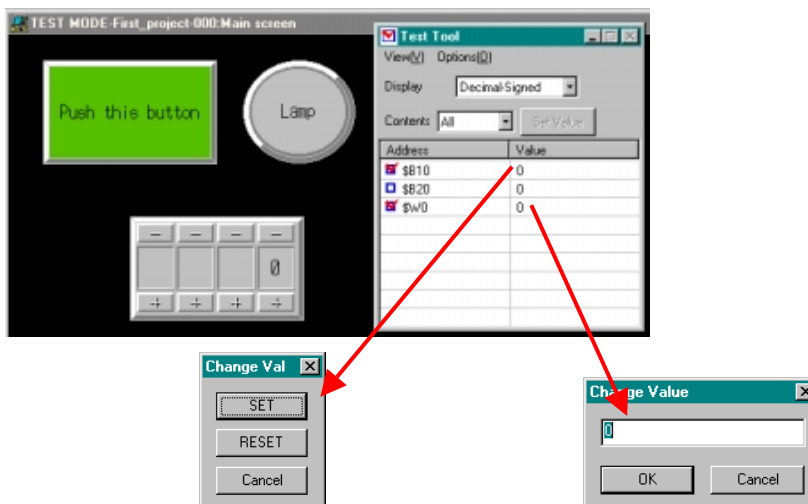 TEST MODE-First_project-000:Main screen
Push this button
Lamp
– – – –
0
+ + + +
Test Tool
View(V) Options(O)
Display Decimal-Signed
Contents All Set Value
Address Value
$B10 0
$B20 0
$W0 0
Change Val
SET
RESET
Cancel
Change Value
0
OK Cancel